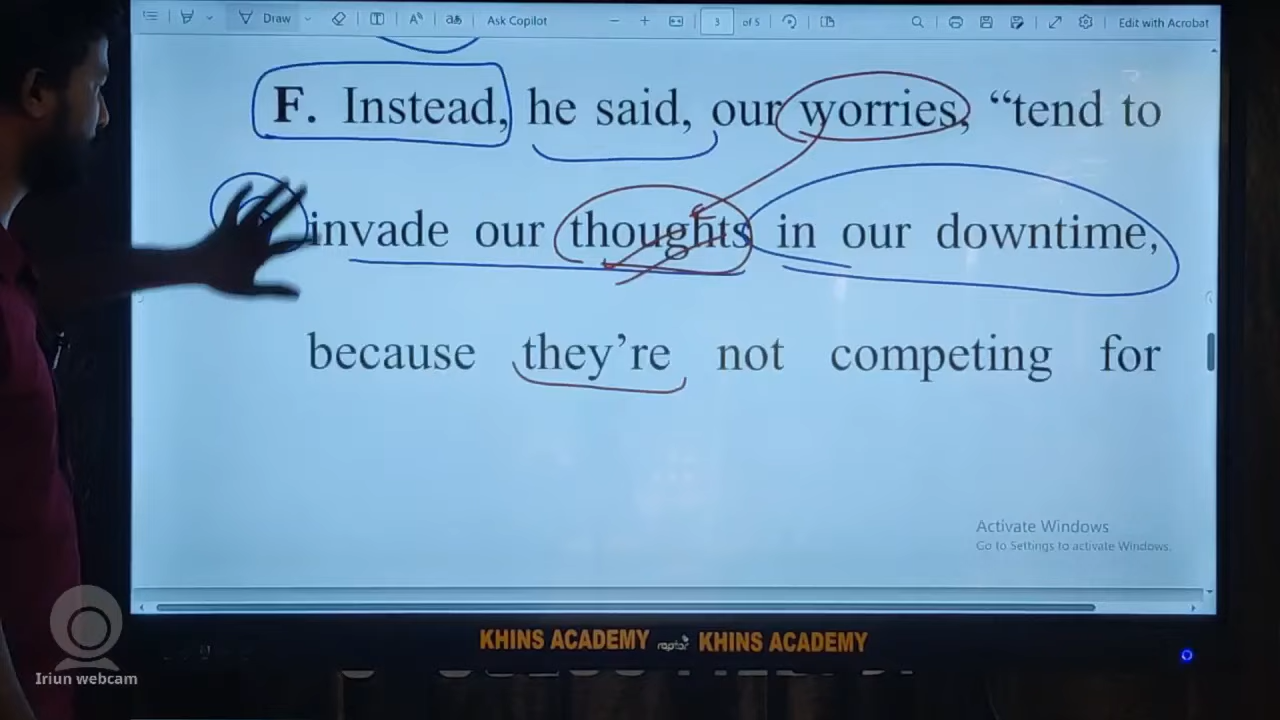 Draw Ask Copilot 3 of 5 Edit with Acrobat
F. Instead, he said, our worries, “tend to
invade our thoughts in our downtime,
because they’re not competing for
Activate Windows
Go to Settings to activate Windows.
KHINS ACADEMY raptor KHINS ACADEMY
Iriun webcam